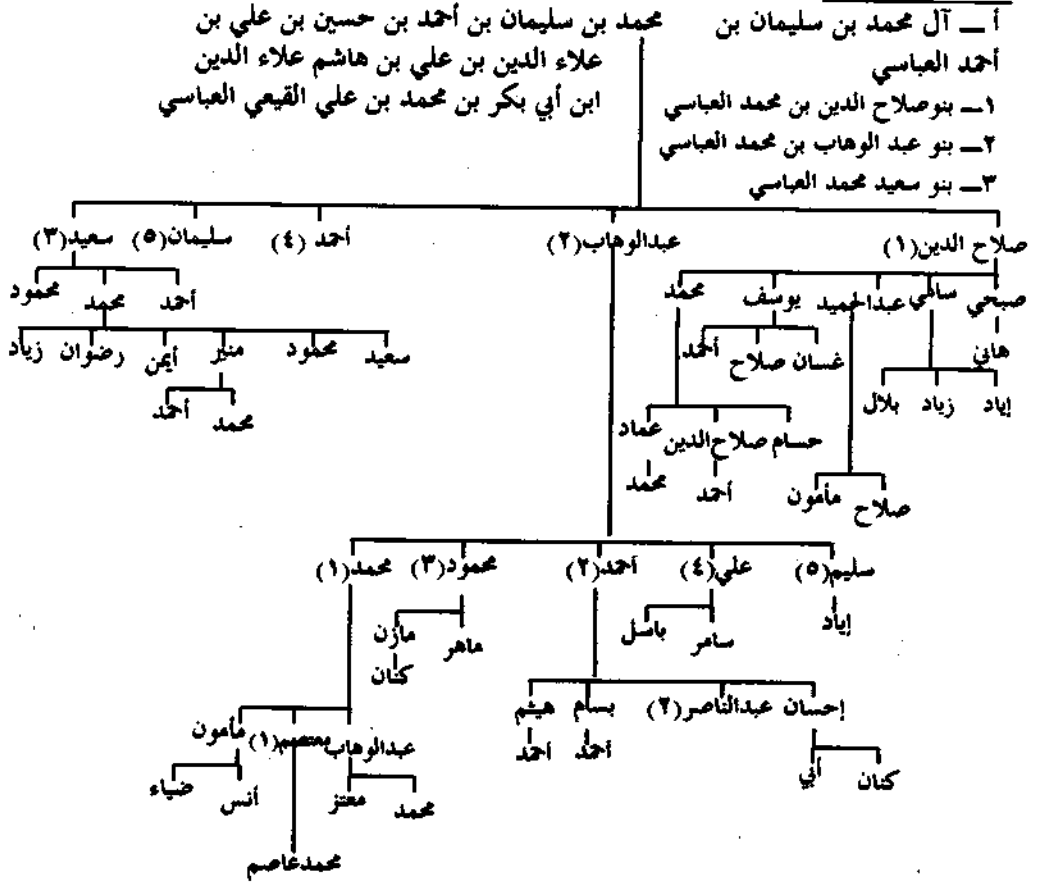 أ ــ آل محمد بن سليمان بن أحمد العباسي
١ــ بنو صلاح الدين بن محمد العباسي
٢ــ بنو عبد الوهاب بن محمد العباسي
٣ــ بنو سعيد محمد العباسي
محمد بن سليمان بن أحمد بن حسين بن علي بن
علاء الدين بن علي بن هاشم علاء الدين
ابن أبي بكر بن محمد بن علي القيعي العباسي
صلاح الدين (١) عبدالوهاب(٢) أحمد (٤) سليمان(٥) سعيد(٣)
صبحي سامي عبدالحميد يوسف محمد
أحمد محمد محمود
هاني
غسان صلاح أحمد
سعيد محمود منير أيمن رضوان زياد
إياد زياد بلال
محمد أحمد
حسام صلاح الدين عماد
أحمد محمد
صلاح مأمون
سليم(٥) علي(٤) أحمد(٢) محمود(٣) محمد(١)
إياد
سامر باسل
ماهر مازن
كنان
إحسان عبدالناصر(٢) بسام هيثم
أحمد أحمد
كنان أبي
عبدالوهاب معتصم(١) مأمون
محمد معتز
أنس ضياء
محمدعاصم